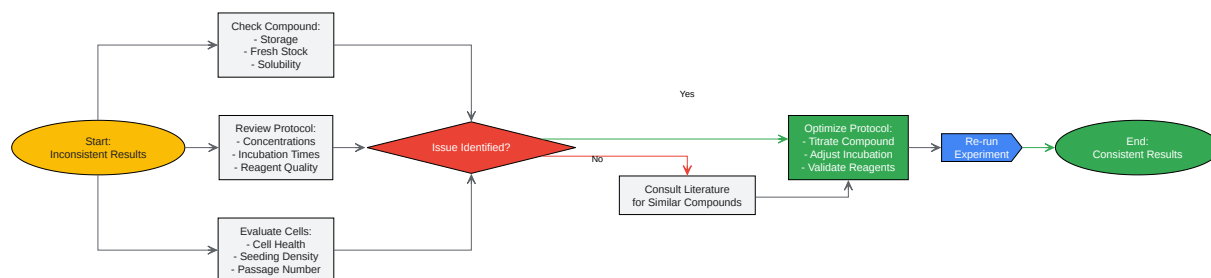 Start:
Inconsistent Results
Check Compound:
- Storage
- Fresh Stock
- Solubility
Review Protocol:
- Concentrations
- Incubation Times
- Reagent Quality
Evaluate Cells:
- Cell Health
- Seeding Density
- Passage Number
Issue Identified?
Yes
No
Consult Literature
for Similar Compounds
Optimize Protocol:
- Titrate Compound
- Adjust Incubation
- Validate Reagents
Re-run
Experiment
End:
Consistent Results